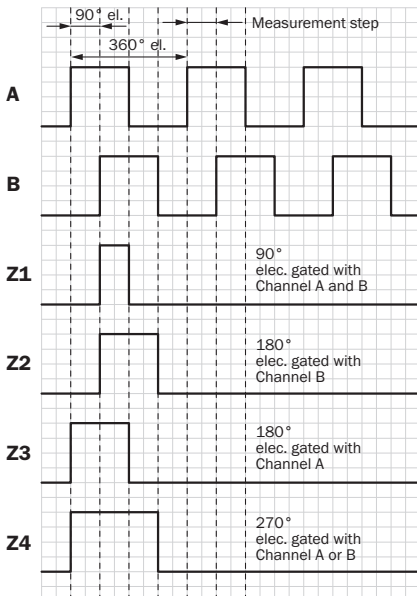 90° el.
Measurement step
360° el.
A
B
Z1
90°
elec. gated with
Channel A and B
Z2
180°
elec. gated with
Channel B
Z3
180°
elec. gated with
Channel A
Z4
270°
elec. gated with
Channel A or B